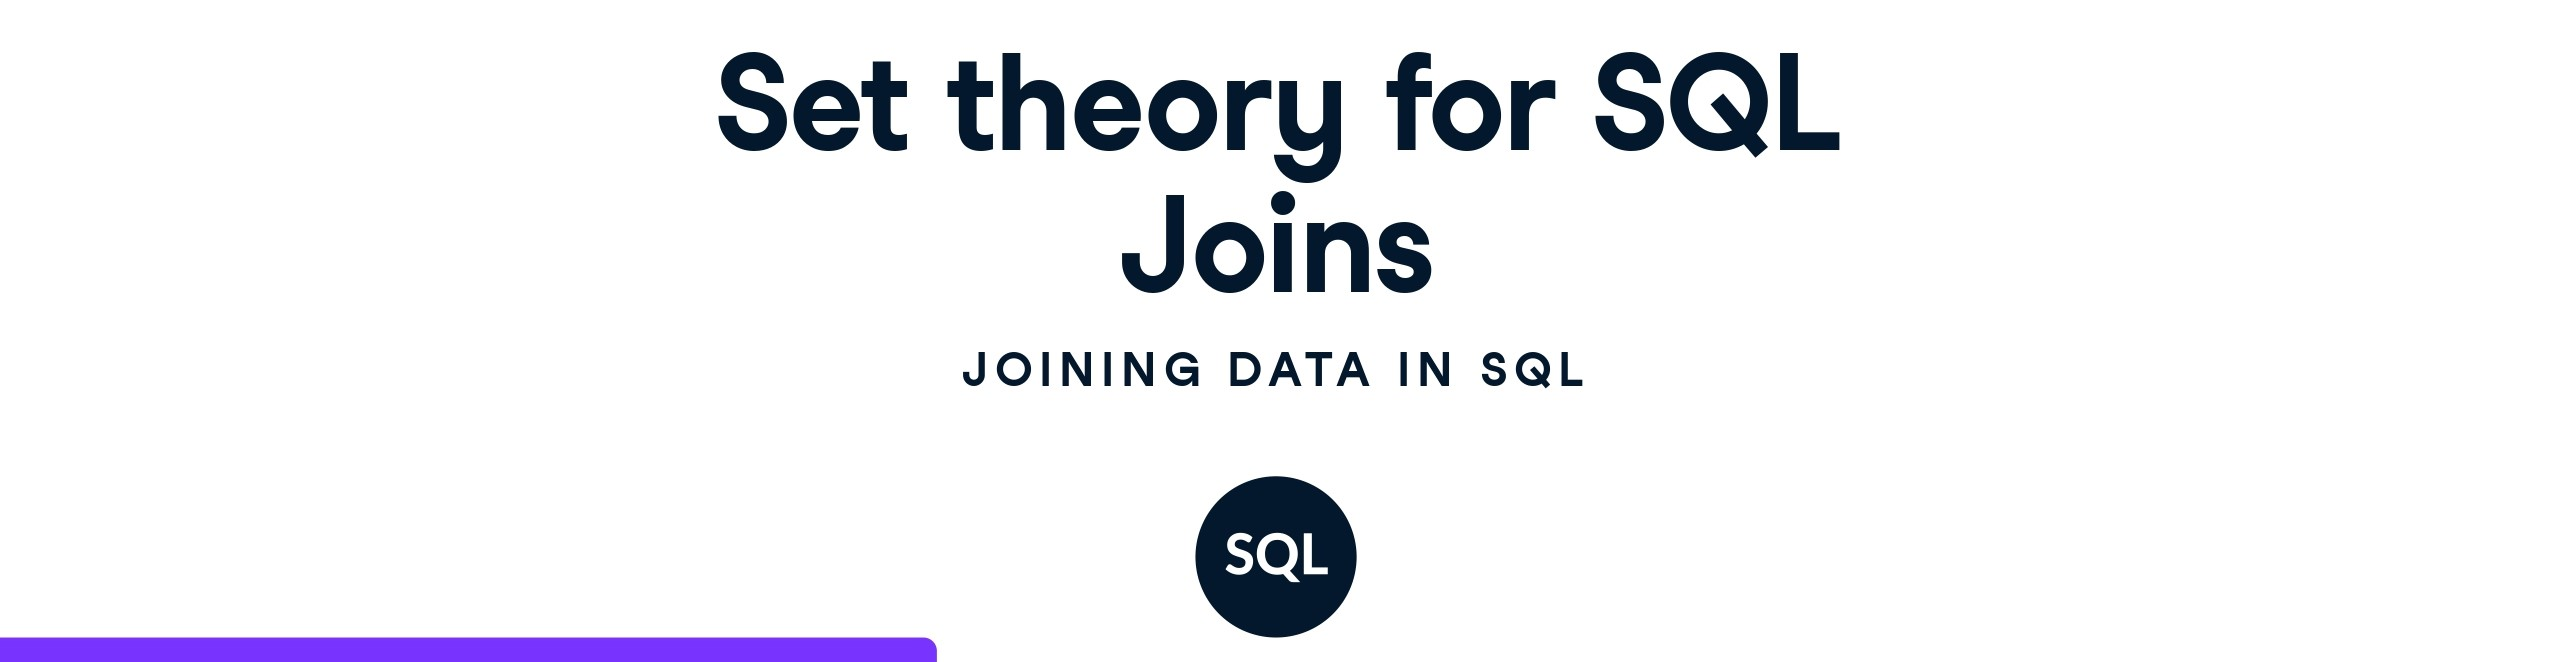 Set theory for SQL
Joins
JOINING DATA IN SQL
SQL